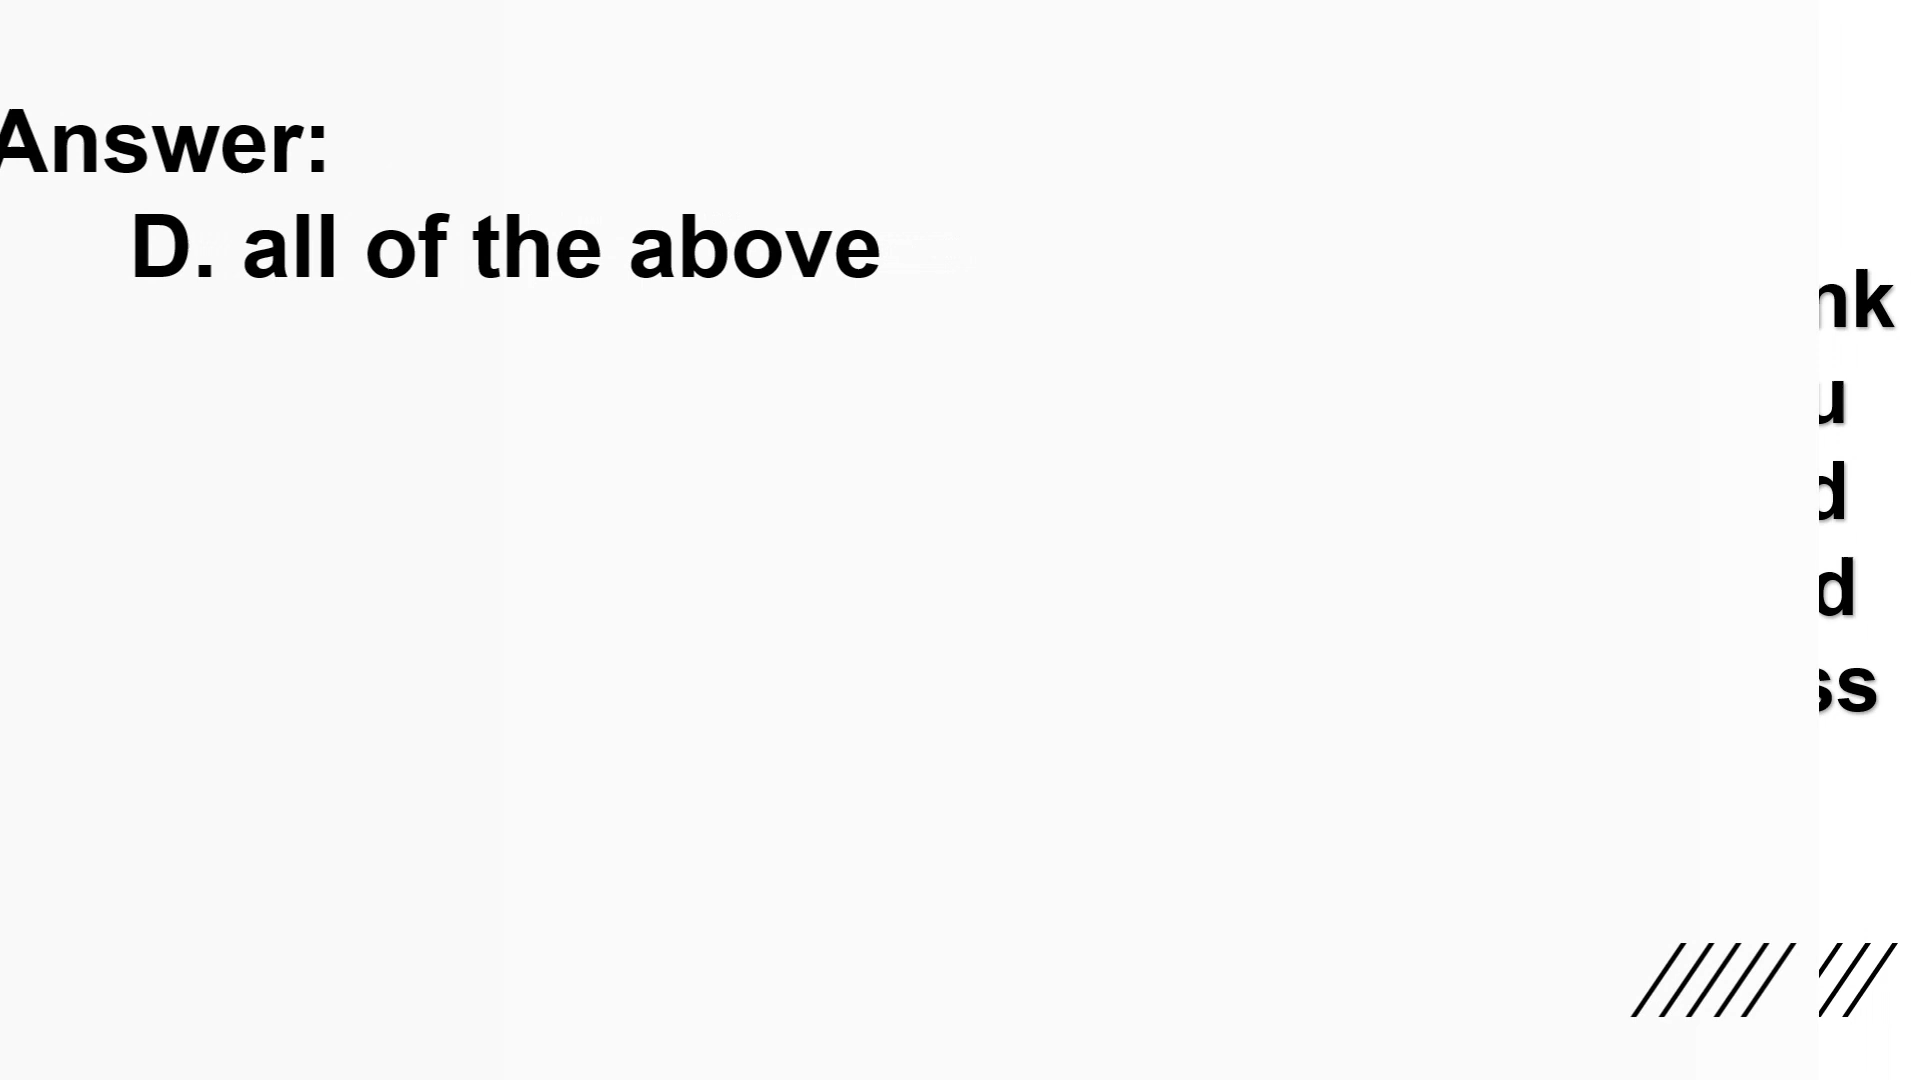 Answer:
D. all of the above